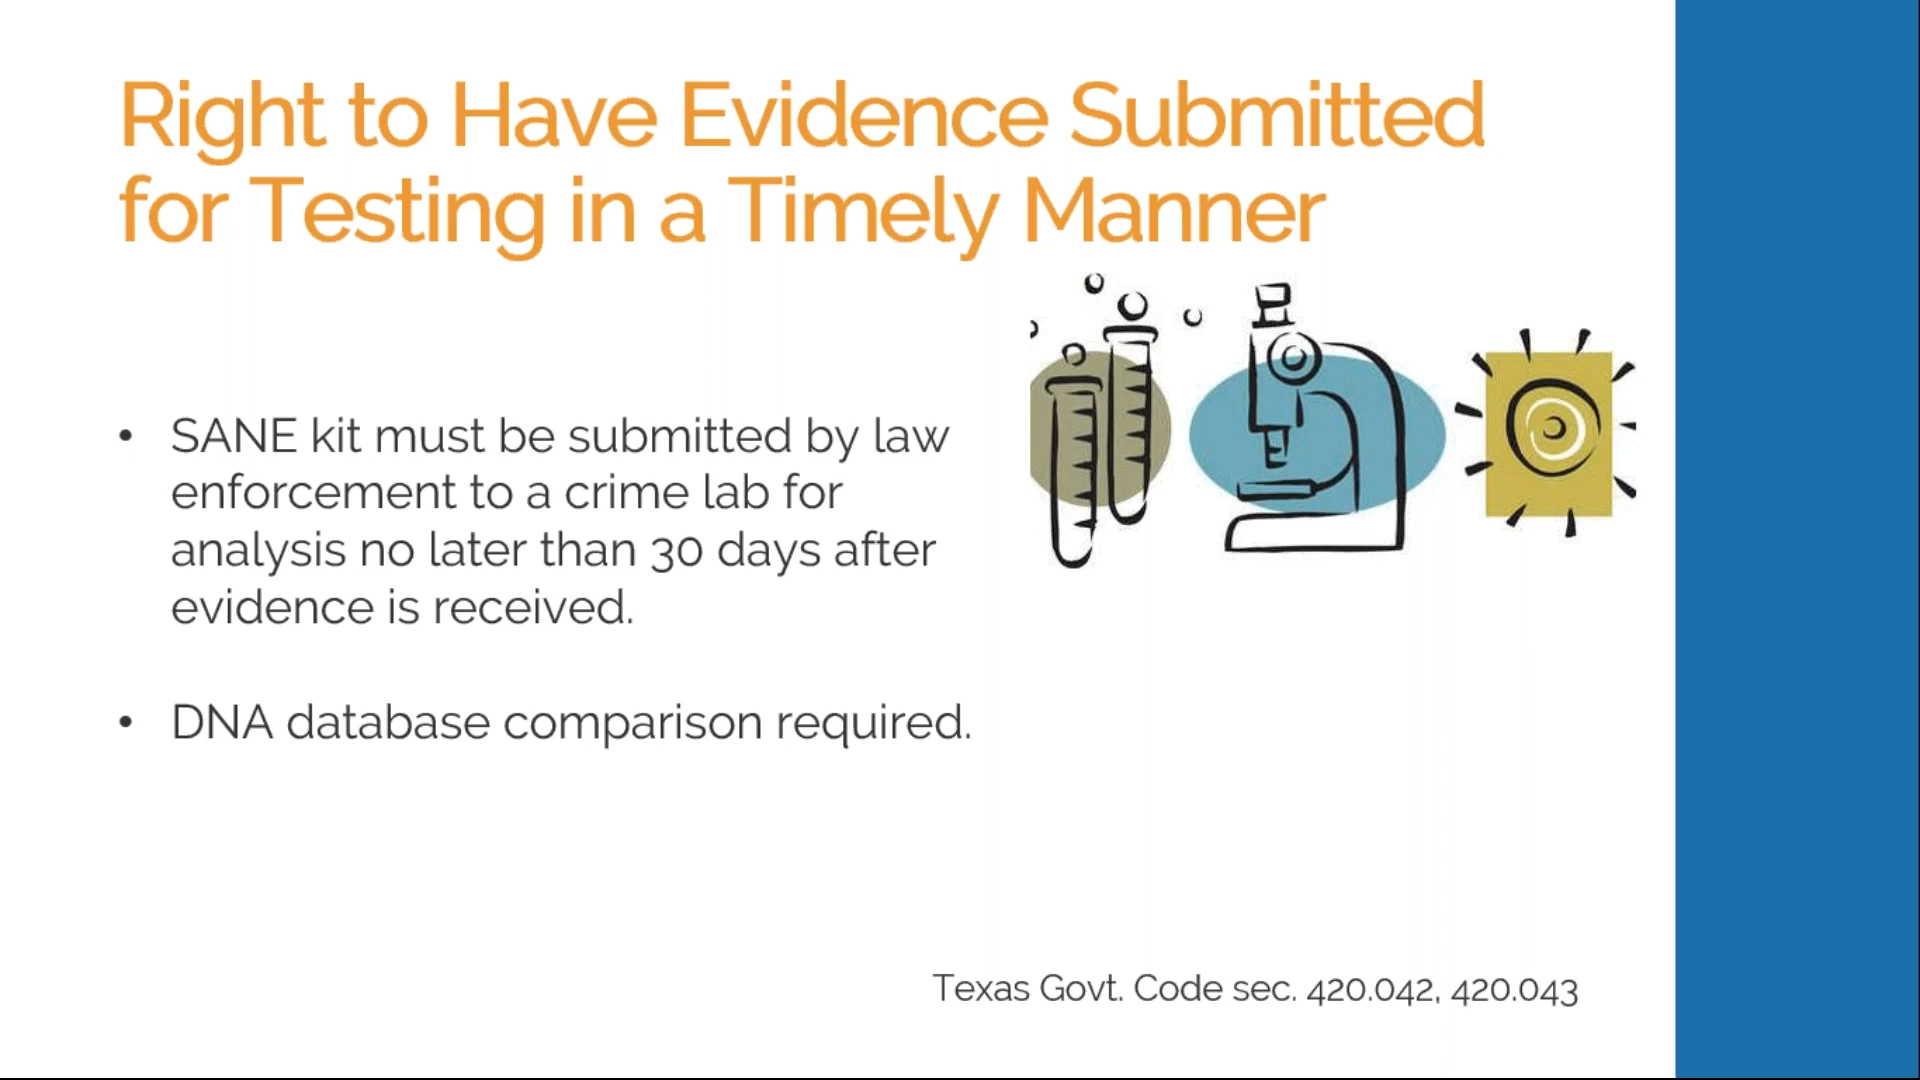 Right to Have Evidence Submitted
for Testing in a Timely Manner
• SANE kit must be submitted by law
enforcement to a crime lab for
analysis no later than 30 days after
evidence is received.
• DNA database comparison required.
Texas Govt. Code sec. 420.042, 420.043